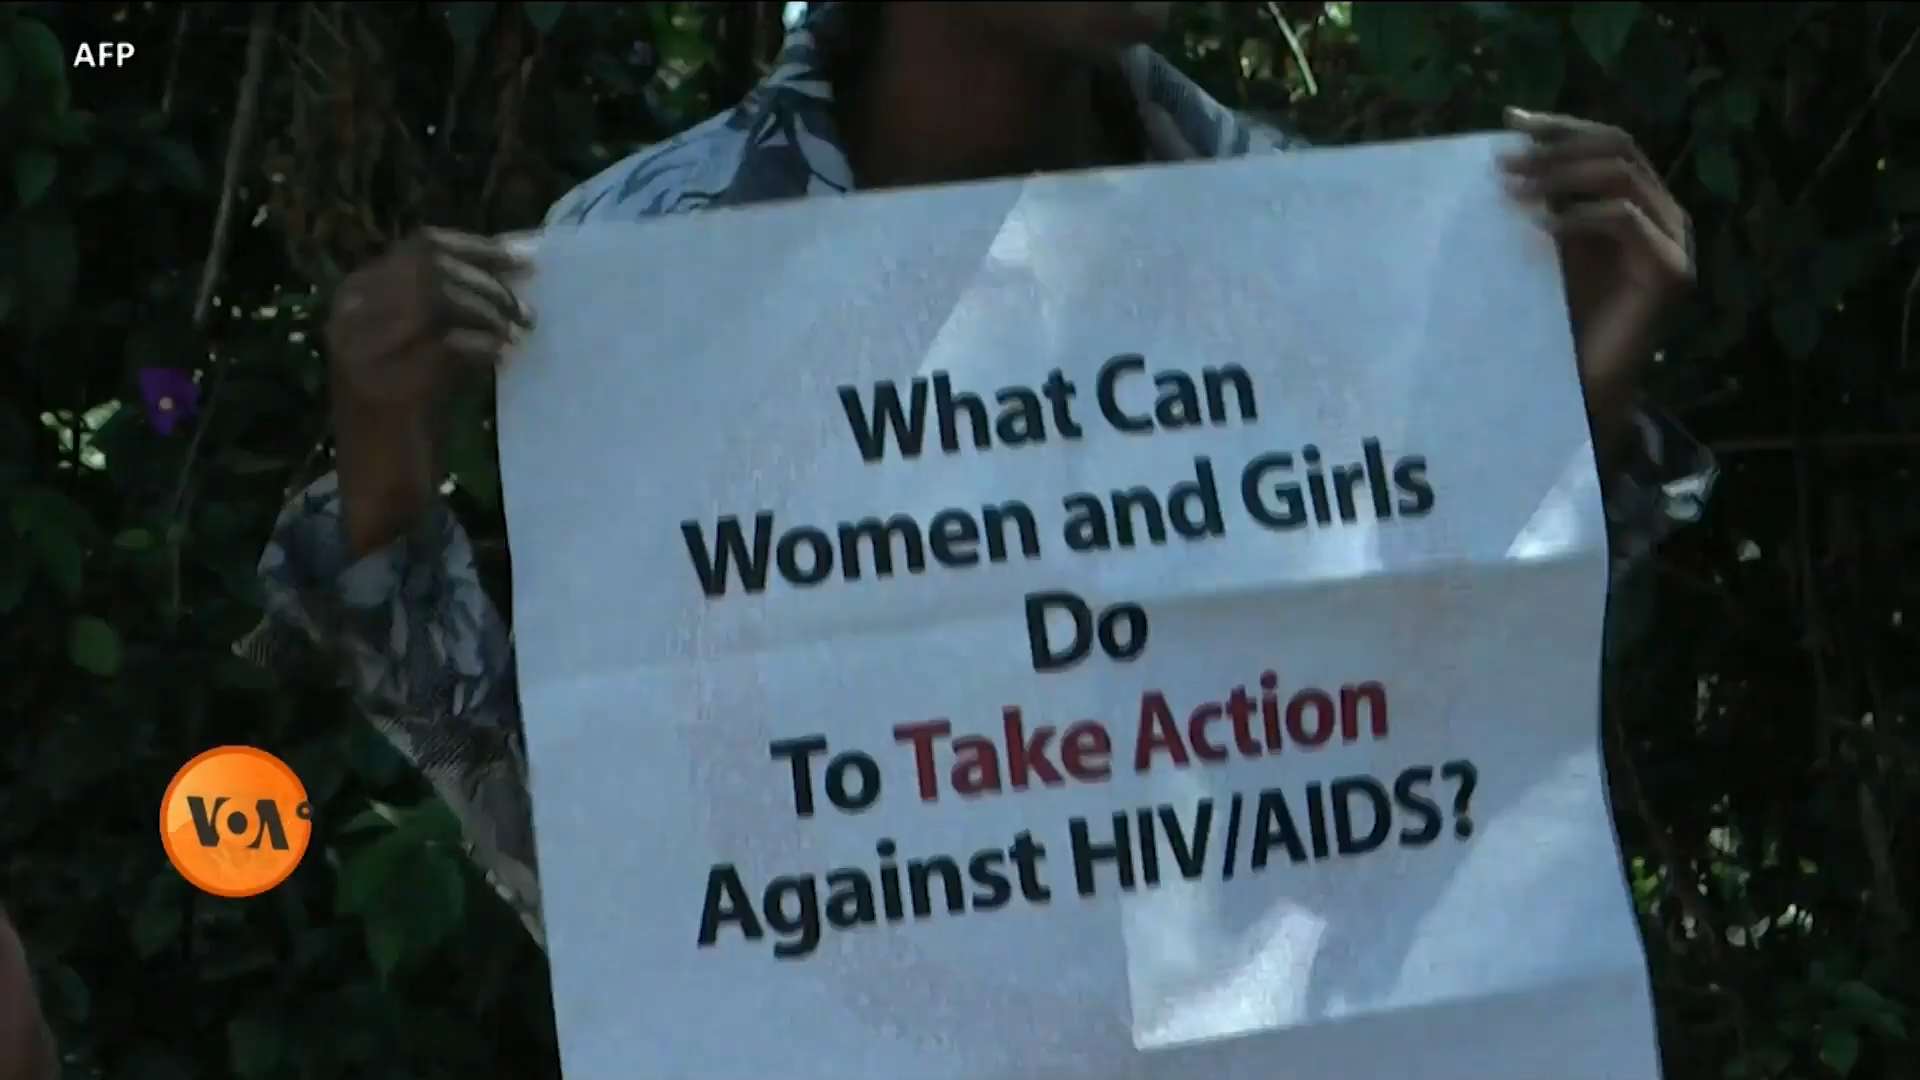 AFP
What Can
Women and Girls
Do
To Take Action
Against HIV/AIDS?
VOA